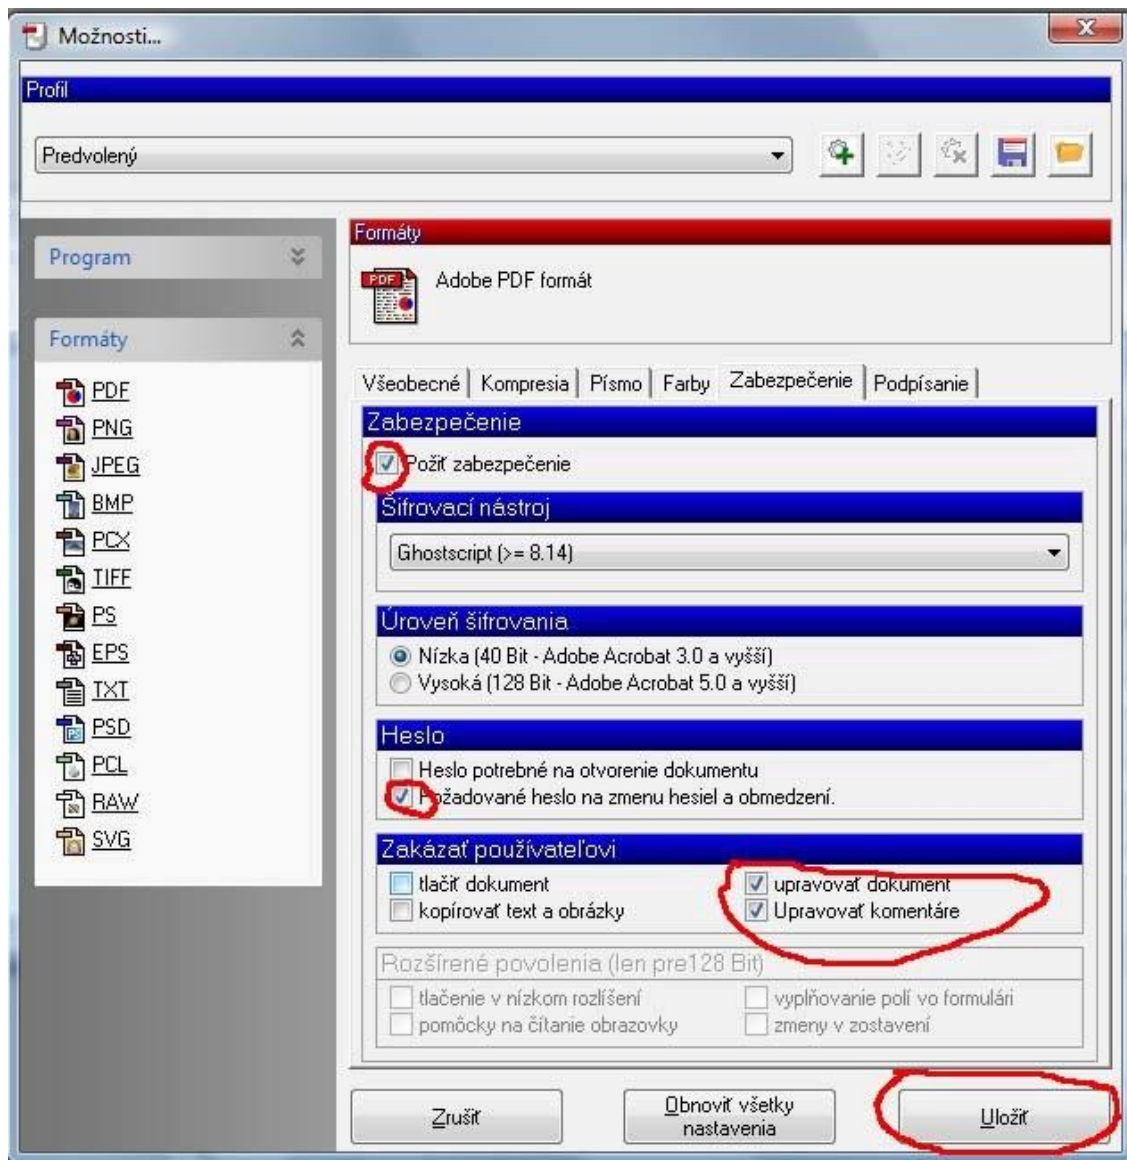 Možnosti...
Profil
Predvolený
Program
Formáty
PDF
PNG
JPEG
BMP
PCX
TIFF
PS
EPS
TXT
PSD
PCL
RAW
SVG
Formáty
PDF
Adobe PDF formát
Všeobecné Kompresia Písmo Farby Zabezpečenie Podpísanie
Zabezpečenie
Požiť zabezpečenie
Šifrovací nástroj
Ghostscript (>= 8.14)
Úroveň šifrovania
Nízka (40 Bit - Adobe Acrobat 3.0 a vyšší)
Vysoká (128 Bit - Adobe Acrobat 5.0 a vyšší)
Heslo
Heslo potrebné na otvorenie dokumentu
Požadované heslo na zmenu hesiel a obmedzení.
Zakázať používateľovi
tlačiť dokument upravovať dokument
kopírovať text a obrázky Upravovať komentáre
Rozšírené povolenia (len pre128 Bit)
tlačenie v nízkom rozlíšení vyplňovanie polí vo formulári
pomôcky na čítanie obrazovky zmeny v zostavení
Zrušiť
Obnoviť všetky
nastavenia
Uložiť